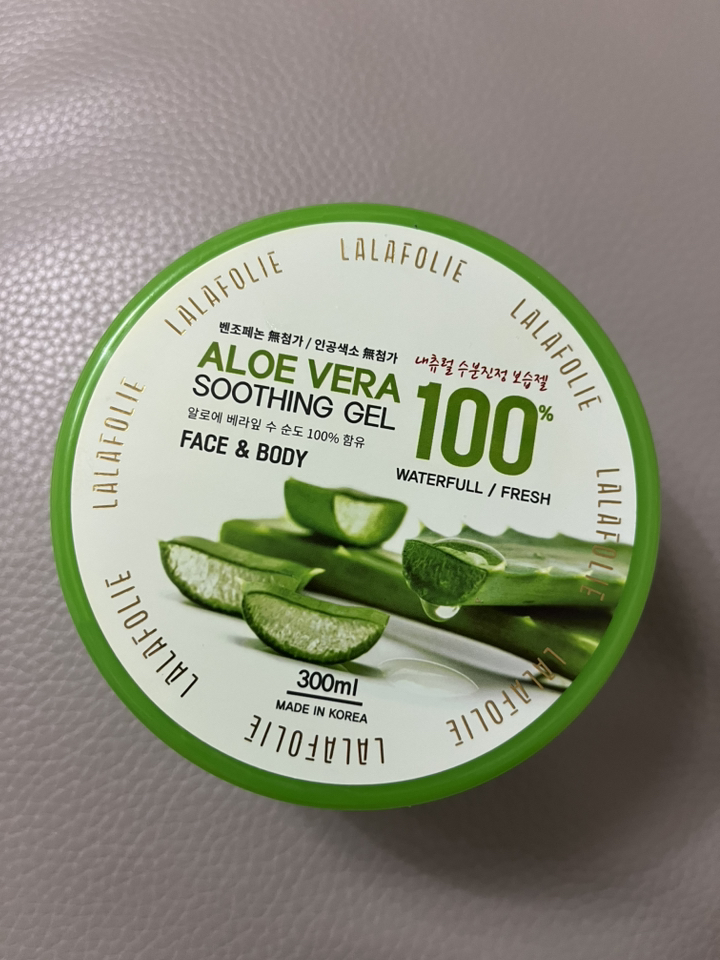 LALAFOLIE
LALAFOLIE
LALAFOLIE
LALAFOLIE
LALAFOLIE
LALAFOLIE
LALAFOLIE
LALAFOLIE
벤조페논 無첨가 / 인공색소 無첨가
ALOE VERA
SOOTHING GEL
알로에 베라잎 수 순도 100% 함유
FACE & BODY
내츄럴 수분진정 보습젤
100%
WATERFULL / FRESH
300ml
MADE IN KOREA